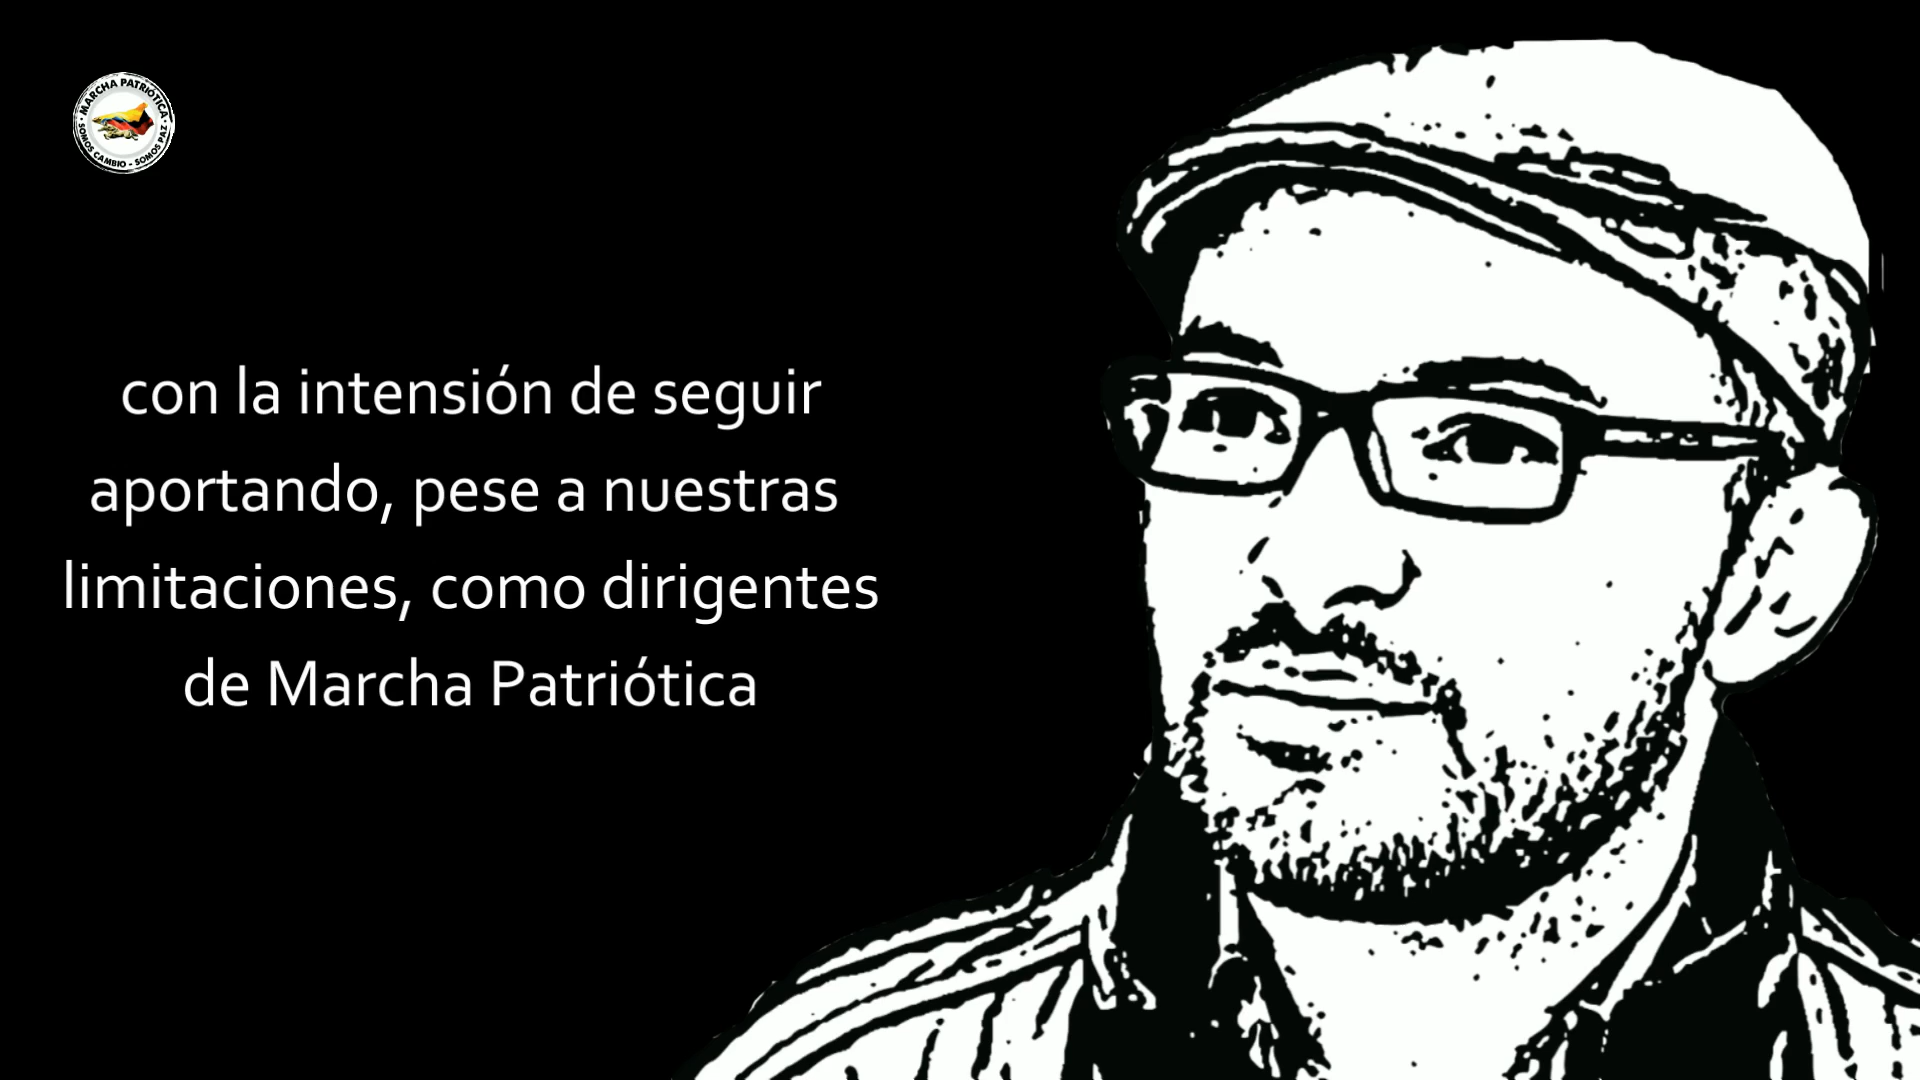 MARCHA PATRIÓTICA
SOMOS CAMBIO - SOMOS PAZ
con la intensión de seguir
aportando, pese a nuestras
limitaciones, como dirigentes
de Marcha Patriótica